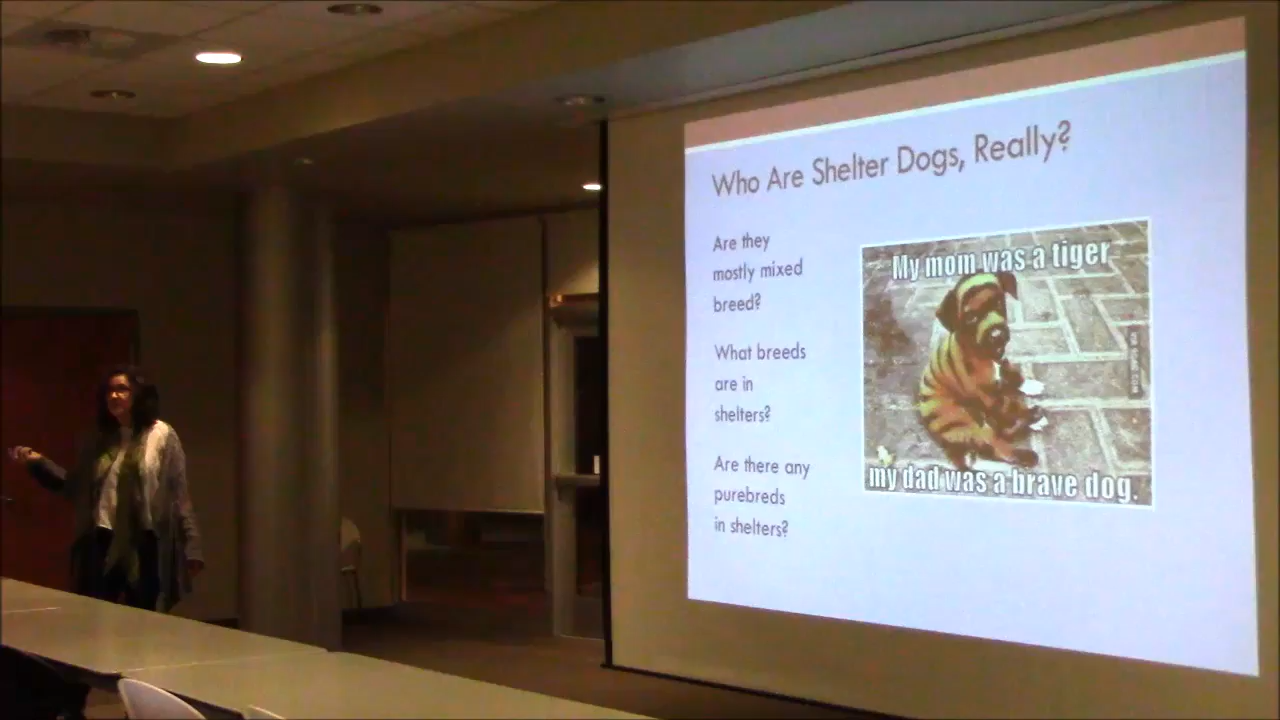 Who Are Shelter Dogs, Really?
Are they
mostly mixed
breed?
What breeds
are in
shelters?
Are there any
purebreds
in shelters?
My mom was a tiger
my dad was a brave dog.